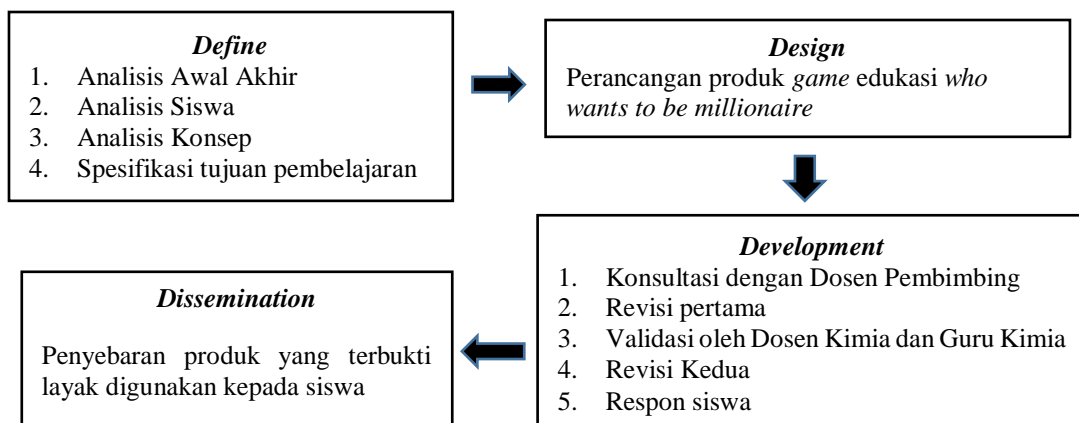 Define
1. Analisis Awal Akhir
2. Analisis Siswa
3. Analisis Konsep
4. Spesifikasi tujuan pembelajaran
Design
Perancangan produk game edukasi who
wants to be millionaire
Development
1. Konsultasi dengan Dosen Pembimbing
2. Revisi pertama
3. Validasi oleh Dosen Kimia dan Guru Kimia
4. Revisi Kedua
5. Respon siswa
Dissemination
Penyebaran produk yang terbukti
layak digunakan kepada siswa